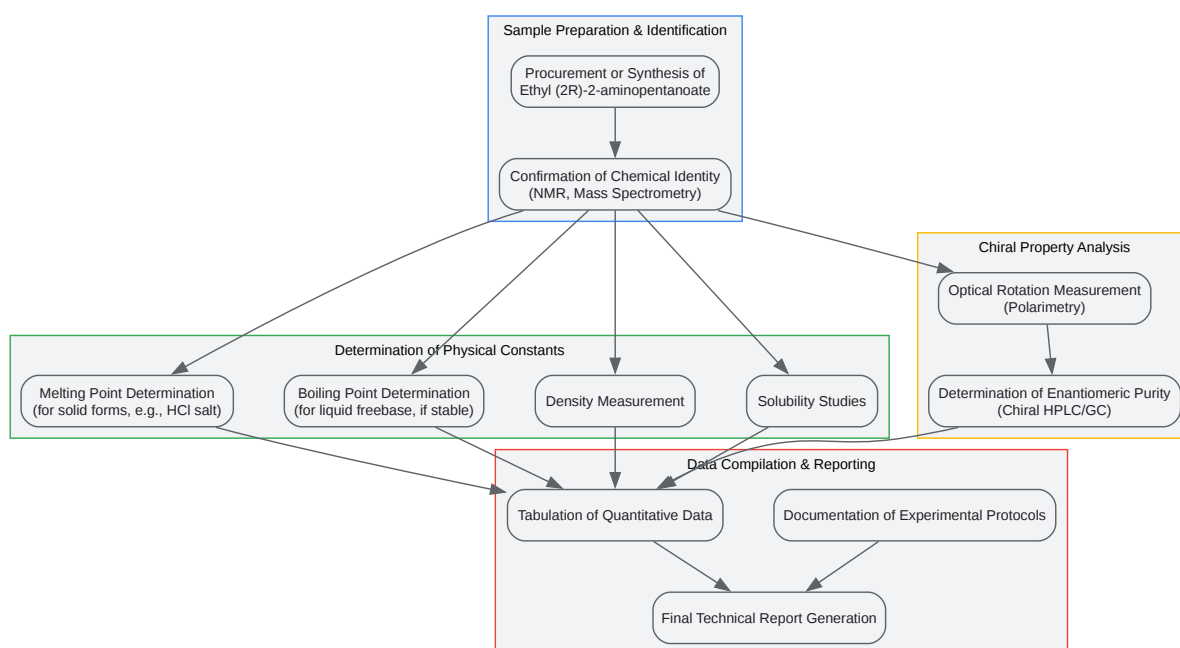 Sample Preparation & Identification
Procurement or Synthesis of
Ethyl (2R)-2-aminopentanoate
Confirmation of Chemical Identity
(NMR, Mass Spectrometry)
Chiral Property Analysis
Optical Rotation Measurement
(Polarimetry)
Determination of Physical Constants
Melting Point Determination
(for solid forms, e.g., HCl salt)
Boiling Point Determination
(for liquid freebase, if stable)
Density Measurement
Solubility Studies
Determination of Enantiomeric Purity
(Chiral HPLC/GC)
Data Compilation & Reporting
Tabulation of Quantitative Data
Documentation of Experimental Protocols
Final Technical Report Generation